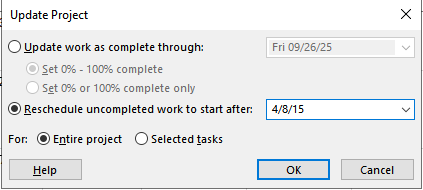 Update Project
Update work as complete through: Fri 09/26/25
Set 0% - 100% complete
Set 0% or 100% complete only
Reschedule uncompleted work to start after: 4/8/15
For: Entire project Selected tasks
Help OK Cancel